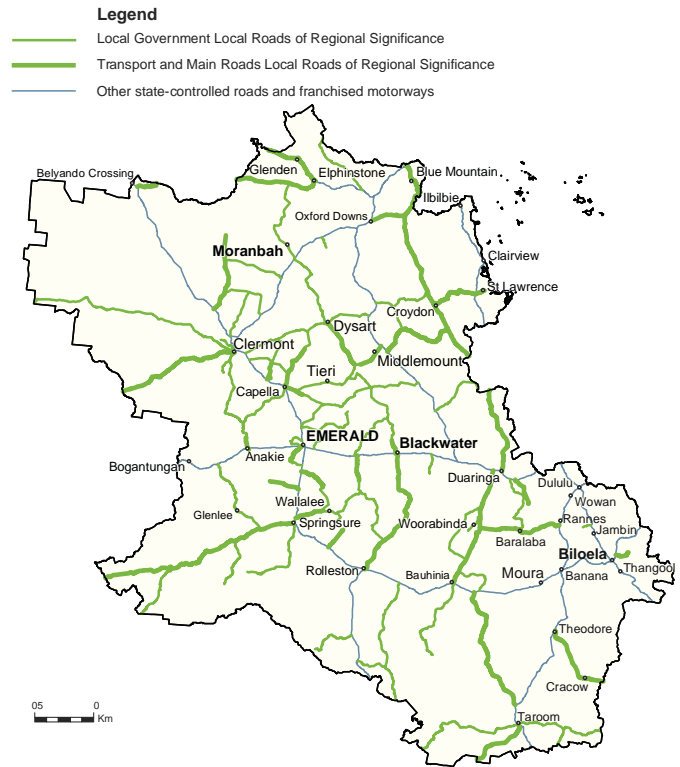 Legend
Local Government Local Roads of Regional Significance
Transport and Main Roads Local Roads of Regional Significance
Other state-controlled roads and franchised motorways
Belyando Crossing
Glenden
Elphinstone
Blue Mountain
Ilbilbie
Oxford Downs
Moranbah
Clairview
St Lawrence
Croydon
Dysart
Clermont
Middlemount
Tieri
Capella
EMERALD
Blackwater
Anakie
Bogantungan
Duaringa
Dululu
Wowan
Wallalee
Glenlee
Springsure
Woorabinda
Rannes
Jambin
Baralaba
Biloela
Rolleston
Bauhinia
Moura
Banana
Thangool
Theodore
Cracow
Taroom
05 0
Km